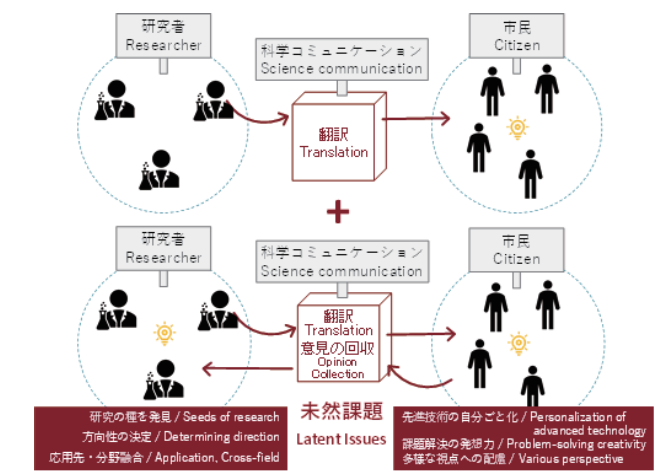 研究者
Researcher
科学コミュニケーション
Science communication
市民
Citizen
翻訳
Translation
+
研究者
Researcher
科学コミュニケーション
Science communication
市民
Citizen
翻訳
Translation
意見の回収
Opinion
Collection
研究の種を発見 / Seeds of research
方向性の決定 / Determining direction
応用先・分野融合 / Application, Cross-field
未然課題
Latent Issues
先進技術の自分ごと化 / Personalization of
advanced technology
課題解決の発想力 / Problem-solving creativity
多様な視点への配慮 / Various perspective